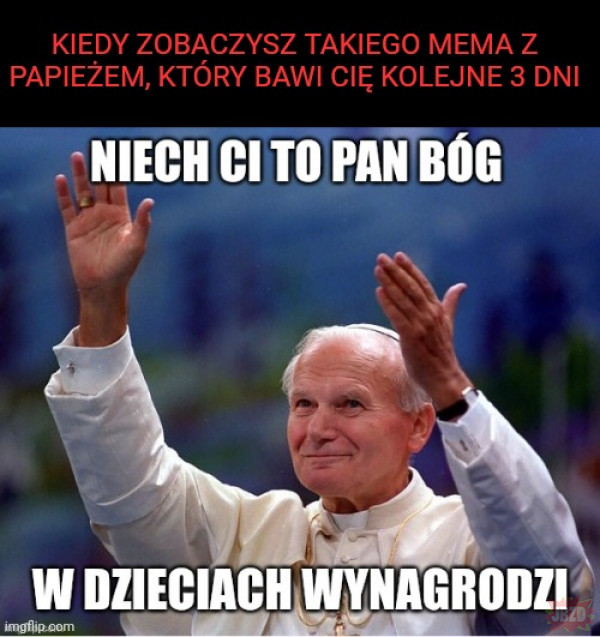 KIEDY ZOBACZYSZ TAKIEGO MEMA Z
PAPIEŻEM, KTÓRY BAWI CIĘ KOLEJNE 3 DNI
NIECH CI TO PAN BÓG
W DZIECIACH WYNAGRODZI
imgflip.com
JBZD